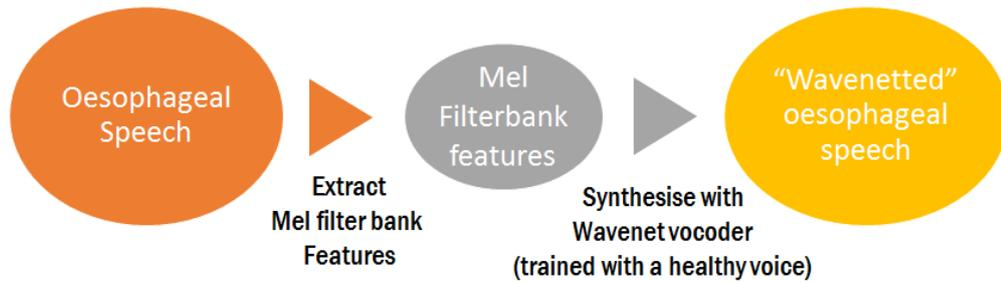 Oesophageal
Speech
Extract
Mel filter bank
Features
Mel
Filterbank
features
Synthesise with
Wavenet vocoder
(trained with a healthy voice)
“Wavenetted”
oesophageal
speech